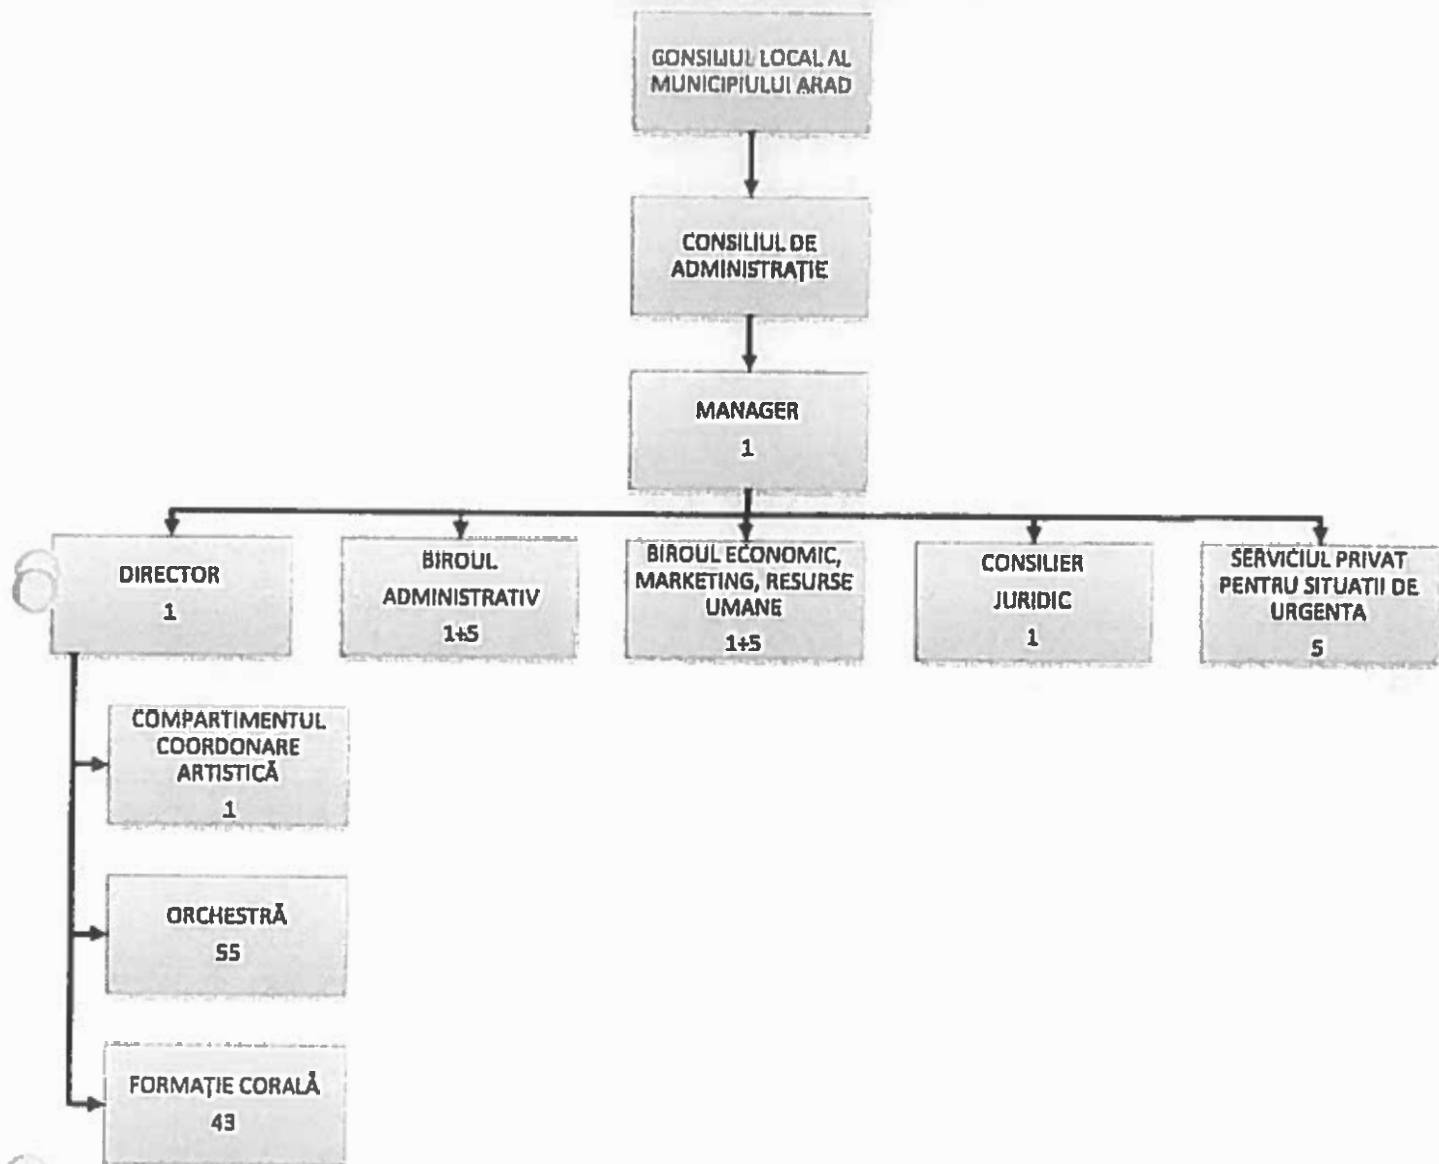 CONSILIUL LOCAL AL
MUNICIPIULUI ARAD
CONSILIUL DE
ADMINISTRAȚIE
MANAGER
1
DIRECTOR
1
BIROUL
ADMINISTRATIV
1+5
BIROUL ECONOMIC,
MARKETING, RESURSE
UMANE
1+5
CONSILIER
JURIDIC
1
SERVICIUL PRIVAT
PENTRU SITUATII DE
URGENTA
5
COMPARTIMENTUL
COORDONARE
ARTISTICĂ
1
ORCHESTRĂ
55
FORMAȚIE CORALĂ
43